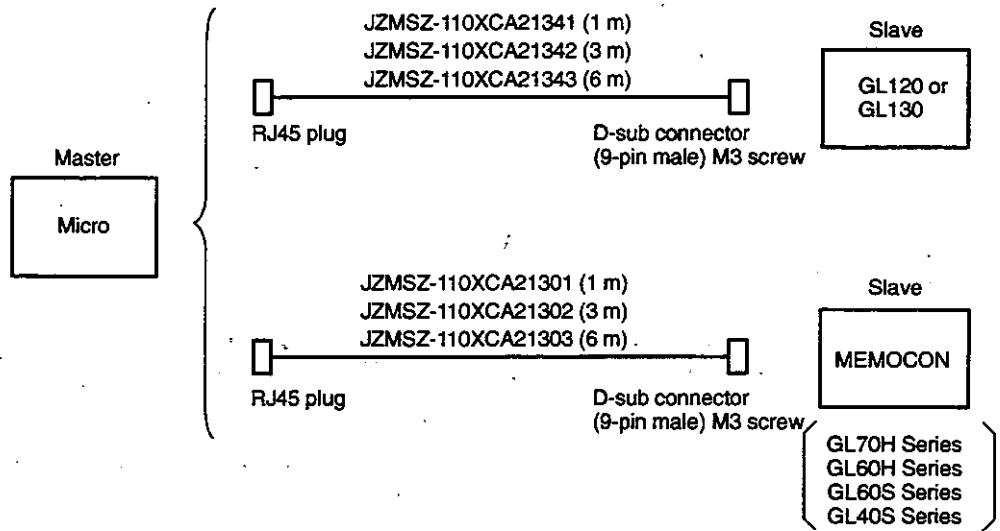 JZMSZ-110XCA21341 (1 m)
JZMSZ-110XCA21342 (3 m)
JZMSZ-110XCA21343 (6 m)
RJ45 plug
D-sub connector
(9-pin male) M3 screw
Slave
GL120 or
GL130
Master
Micro
JZMSZ-110XCA21301 (1 m)
JZMSZ-110XCA21302 (3 m)
JZMSZ-110XCA21303 (6 m)
RJ45 plug
D-sub connector
(9-pin male) M3 screw
Slave
MEMOCON
GL70H Series
GL60H Series
GL60S Series
GL40S Series